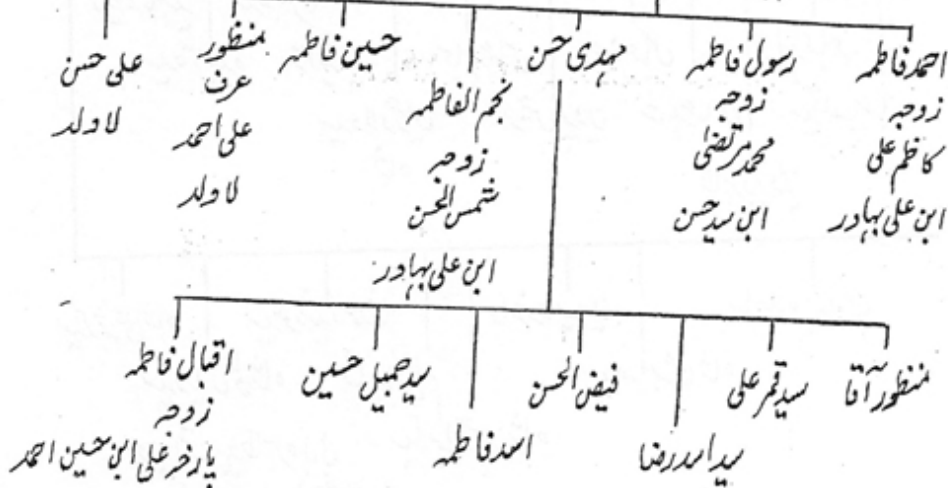 احمد فاطمہ
زوجہ
کاظم علی
ابن علی بہادر
رسول فاطمہ
زوجہ
محمد مرتضیٰ
ابن سید حسن
مہدی حسن
نجم الفاطمہ
زوجہ
شمس الحسن
ابن علی بہادر
حسین فاطمہ
منظور
عرف
علی احمد
لاولد
علی حسن
لاولد
منظور آقا
سید قمر علی
سید اسد رضا
فیض الحسن
اسد فاطمہ
سید جمیل حسین
اقبال فاطمہ
زوجہ
علی ابن حسین احمد